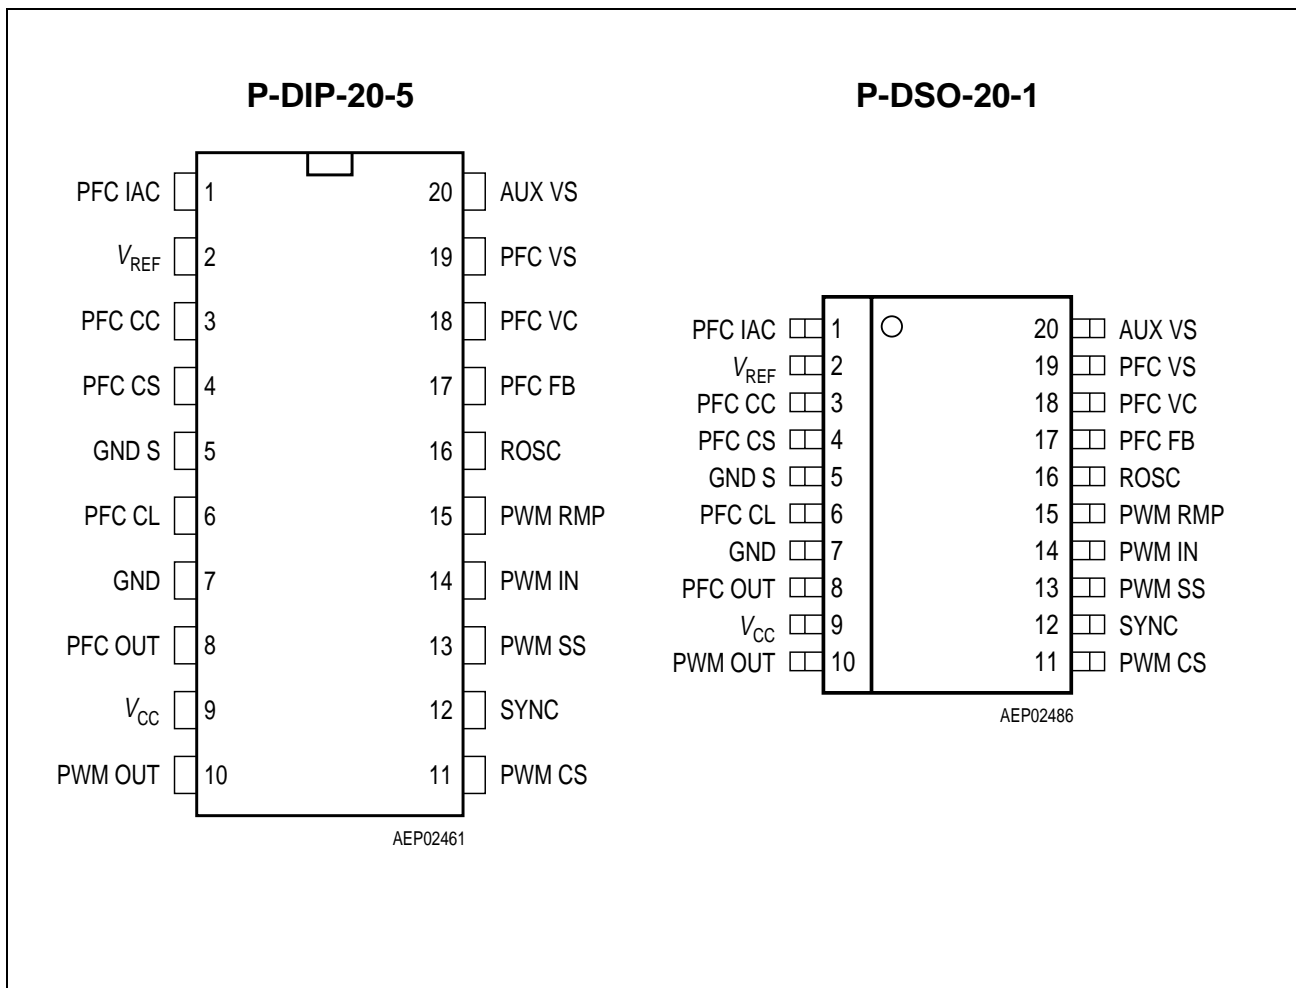 P-DIP-20-5
PFC IAC 1 20 AUX VS
VREF 2 19 PFC VS
PFC CC 3 18 PFC VC
PFC CS 4 17 PFC FB
GND S 5 16 ROSC
PFC CL 6 15 PWM RMP
GND 7 14 PWM IN
PFC OUT 8 13 PWM SS
VCC 9 12 SYNC
PWM OUT 10 11 PWM CS
AEP02461
P-DSO-20-1
PFC IAC 1 20 AUX VS
VREF 2 19 PFC VS
PFC CC 3 18 PFC VC
PFC CS 4 17 PFC FB
GND S 5 16 ROSC
PFC CL 6 15 PWM RMP
GND 7 14 PWM IN
PFC OUT 8 13 PWM SS
VCC 9 12 SYNC
PWM OUT 10 11 PWM CS
AEP02486